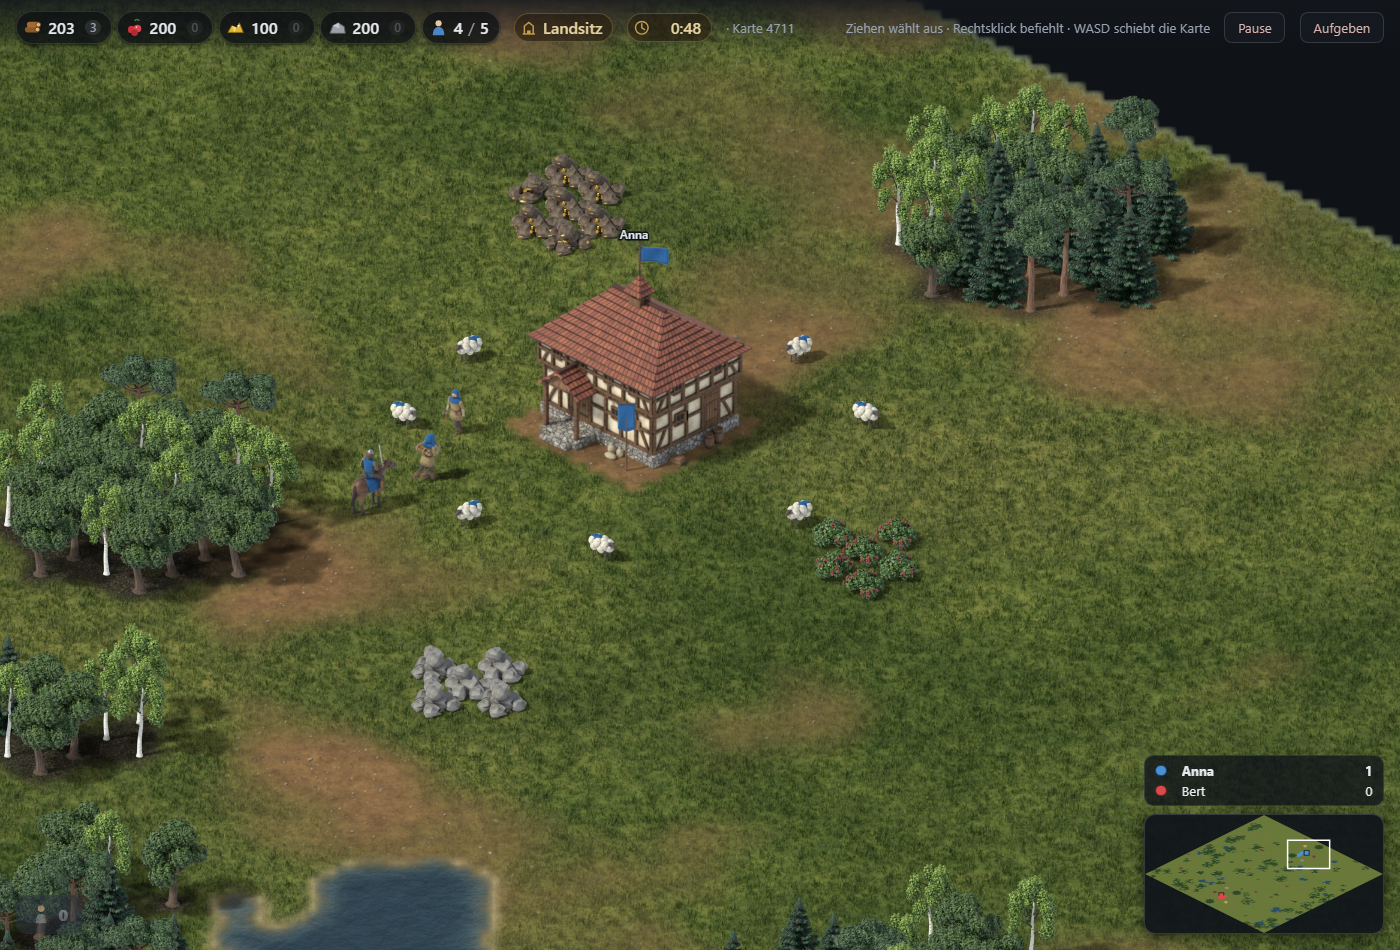 203 3 200 0 100 0 200 0 4 / 5 Landsitz 0:48 · Karte 4711 Ziehen wählt aus · Rechtsklick befiehlt · WASD schiebt die Karte Pause Aufgeben
Anna
Anna 1
Bert 0
0